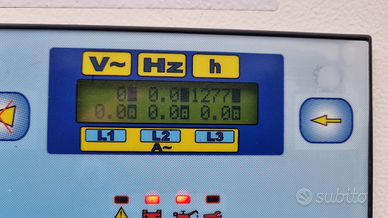 V~ Hz h
0 0.0 1277
0.0A 0.0A 0.0A
L1 L2 L3
A~
subito